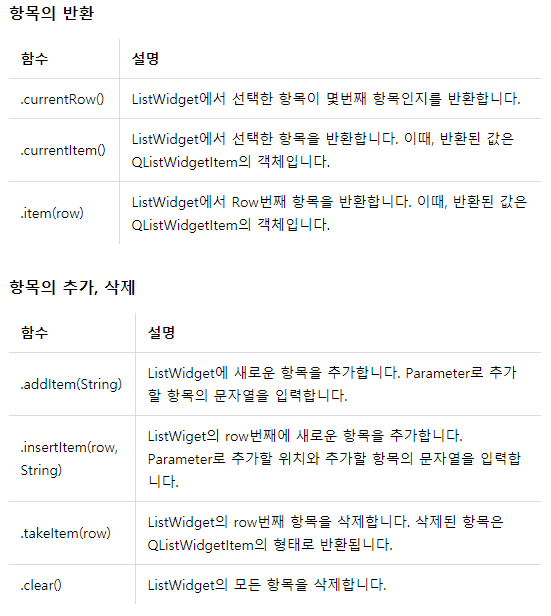 항목의 반환
함수 설명
.currentRow() ListWidget에서 선택한 항목이 몇번째 항목인지를 반환합니다.
.currentItem() ListWidget에서 선택한 항목을 반환합니다. 이때, 반환된 값은
QListWidgetItem의 객체입니다.
.item(row) ListWidget에서 Row번째 항목을 반환합니다. 이때, 반환된 값은
QListWidgetItem의 객체입니다.
항목의 추가, 삭제
함수 설명
.addItem(String) ListWidget에 새로운 항목을 추가합니다. Parameter로 추가
할 항목의 문자열을 입력합니다.
.insertItem(row,
String)
ListWiget의 row번째에 새로운 항목을 추가합니다.
Parameter로 추가할 위치와 추가할 항목의 문자열을 입력합
니다.
.takeItem(row) ListWidget의 row번째 항목을 삭제합니다. 삭제된 항목은
QListWidgetItem의 형태로 반환됩니다.
.clear() ListWidget의 모든 항목을 삭제합니다.